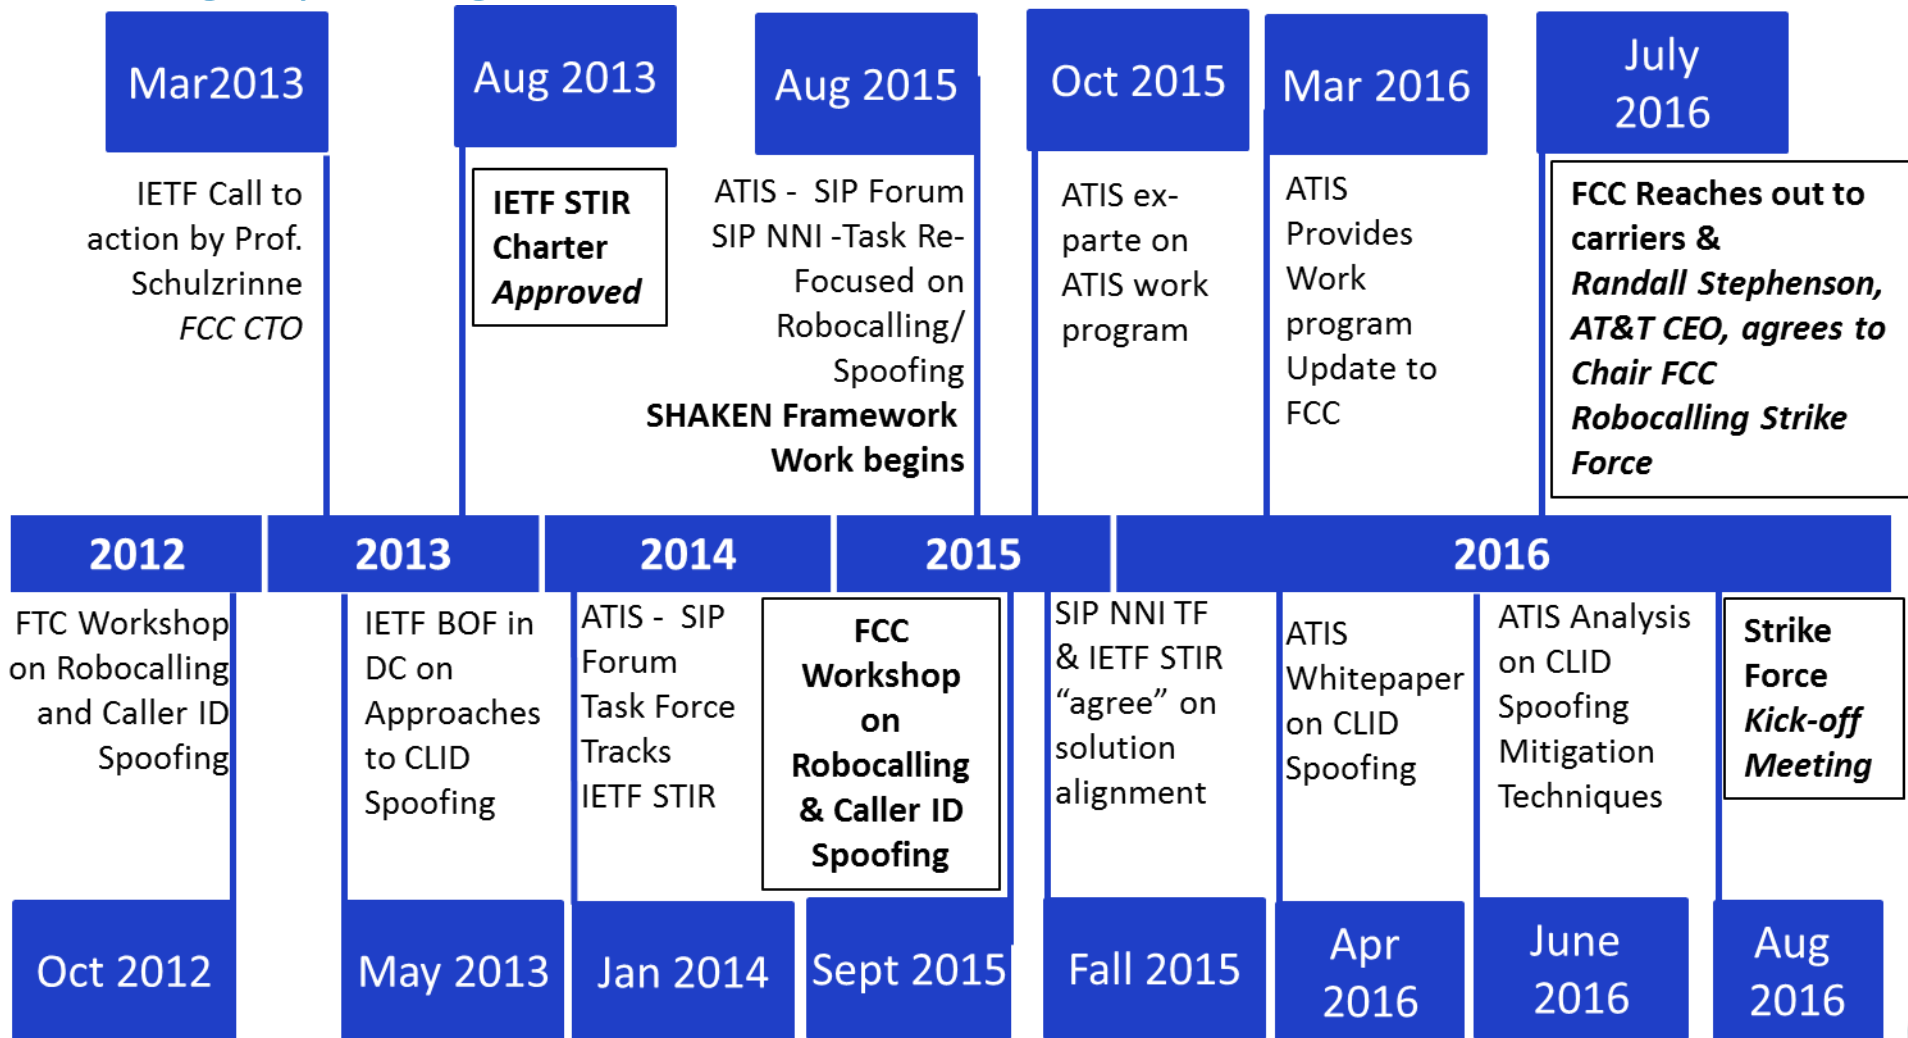 Mar2013
Aug 2013
Aug 2015
Oct 2015
Mar 2016
July
2016
IETF Call to
action by Prof.
Schulzrinne
FCC CTO
IETF STIR
Charter
Approved
ATIS - SIP Forum
SIP NNI -Task Re-
Focused on
Robocalling/
Spoofing
SHAKEN Framework
Work begins
ATIS ex-
parte on
ATIS work
program
ATIS
Provides
Work
program
Update to
FCC
FCC Reaches out to
carriers &
Randall Stephenson,
AT&T CEO, agrees to
Chair FCC
Robocalling Strike
Force
2012
2013
2014
2015
2016
FTC Workshop
on Robocalling
and Caller ID
Spoofing
IETF BOF in
DC on
Approaches
to CLID
Spoofing
ATIS - SIP
Forum
Task Force
Tracks
IETF STIR
FCC
Workshop
on
Robocalling
& Caller ID
Spoofing
SIP NNI TF
& IETF STIR
“agree” on
solution
alignment
ATIS
Whitepaper
on CLID
Spoofing
ATIS Analysis
on CLID
Spoofing
Mitigation
Techniques
Strike
Force
Kick-off
Meeting
Oct 2012
May 2013
Jan 2014
Sept 2015
Fall 2015
Apr
2016
June
2016
Aug
2016